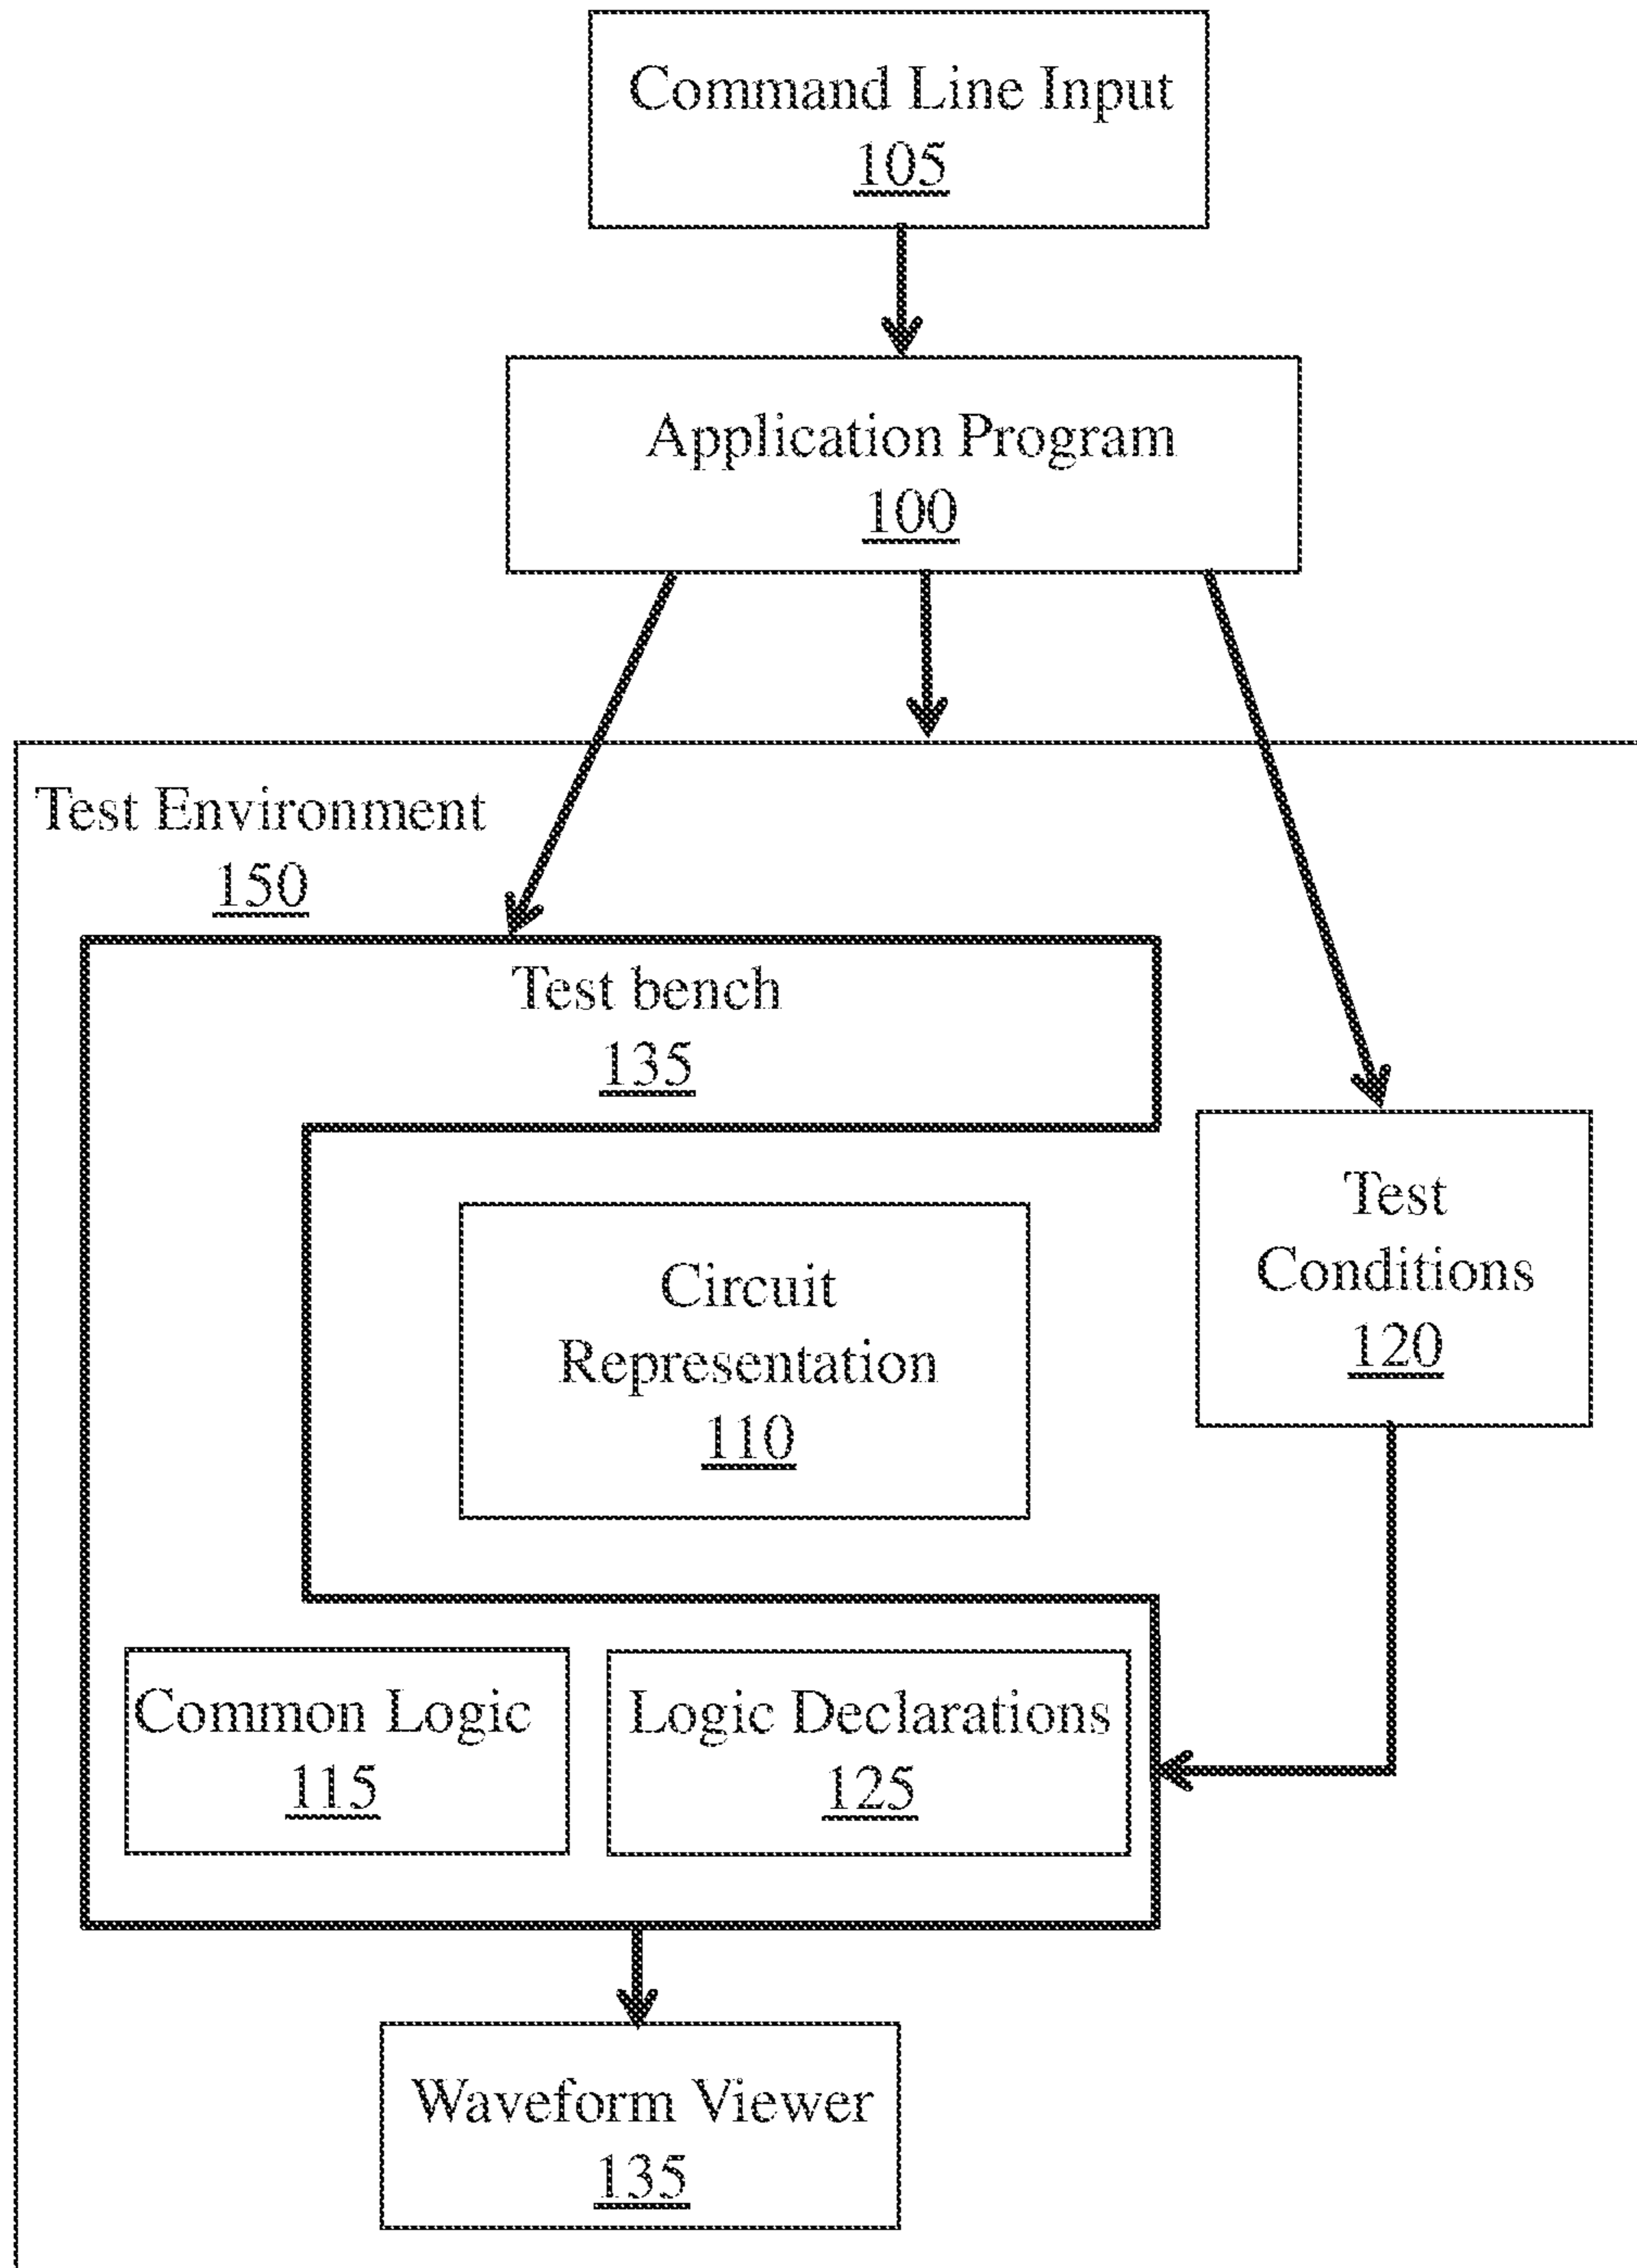 Command Line Input
105
Application Program
100
Test Environment
150
Test bench
135
Test
Conditions
120
Circuit
Representation
110
Common Logic
115
Logic Declarations
125
Waveform Viewer
135